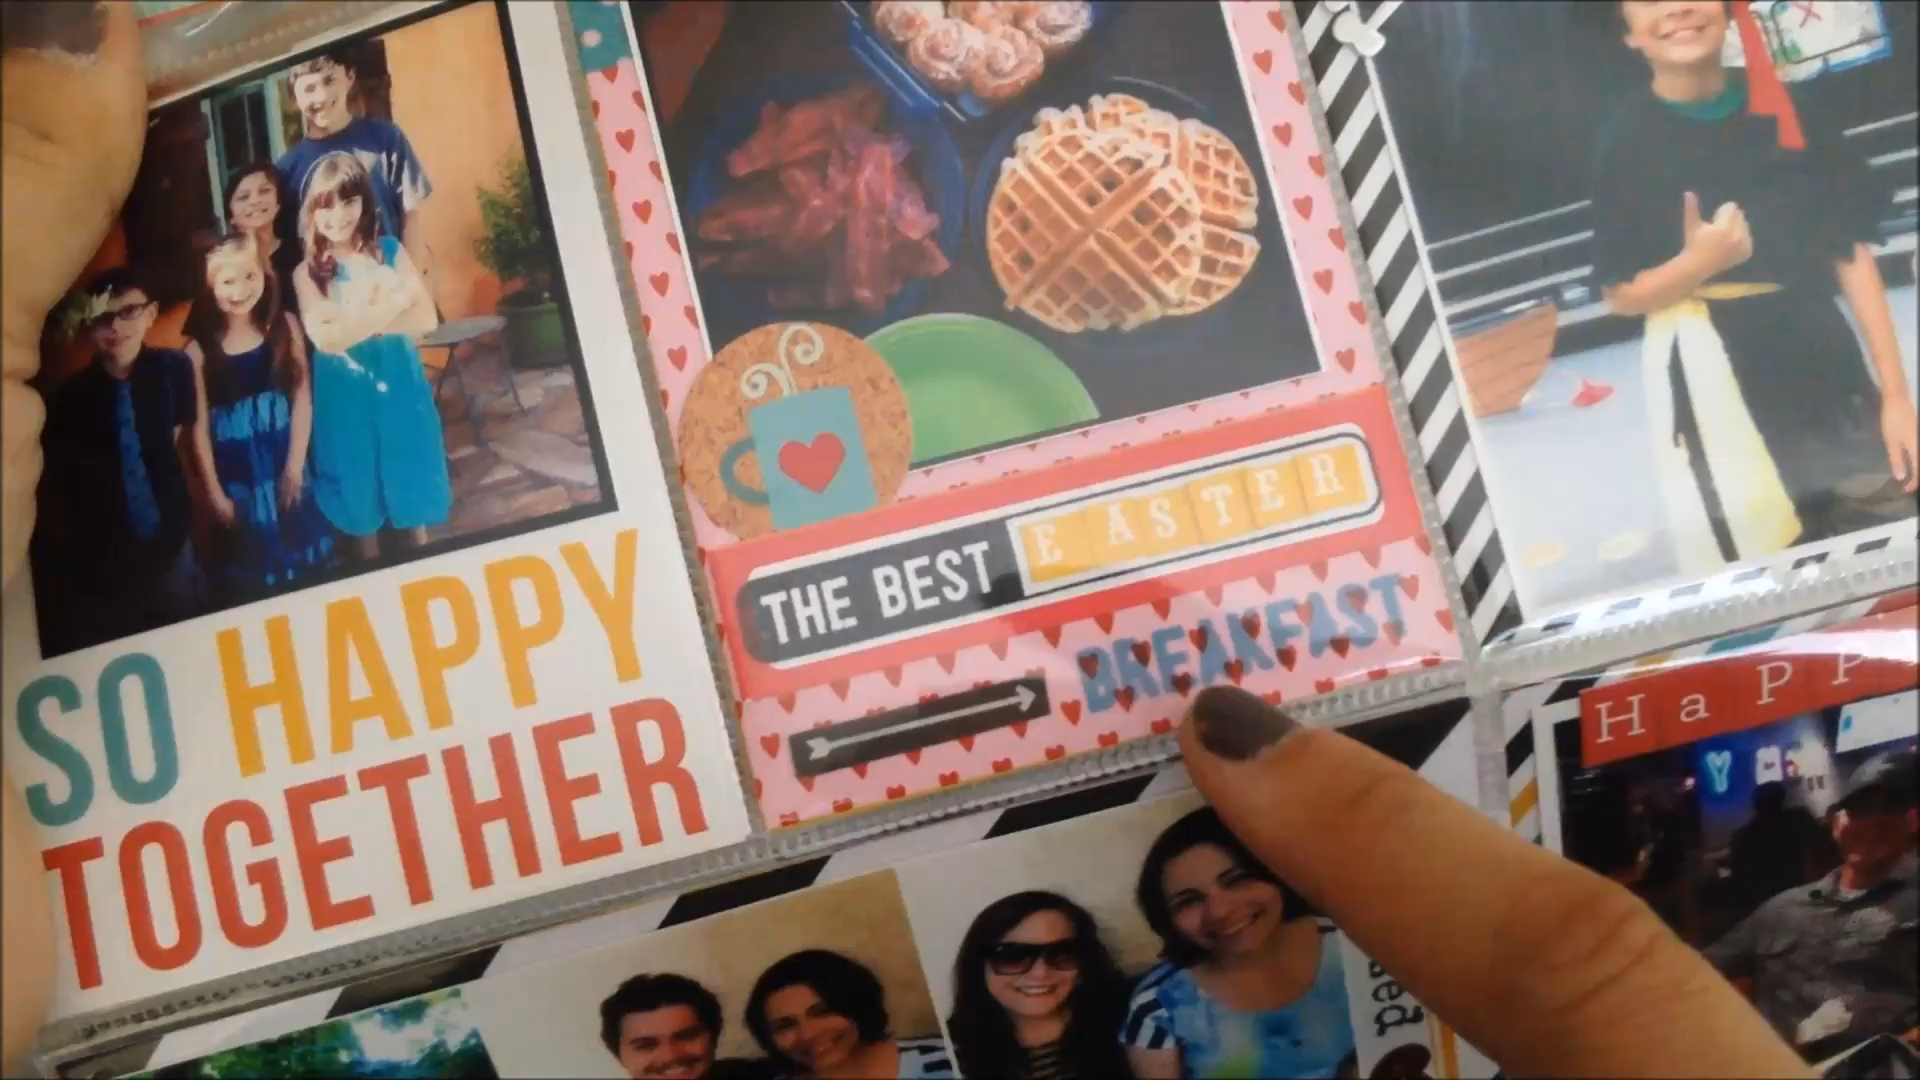 SO HAPPY
TOGETHER
THE BEST EASTER
BREAKFAST
HaPP